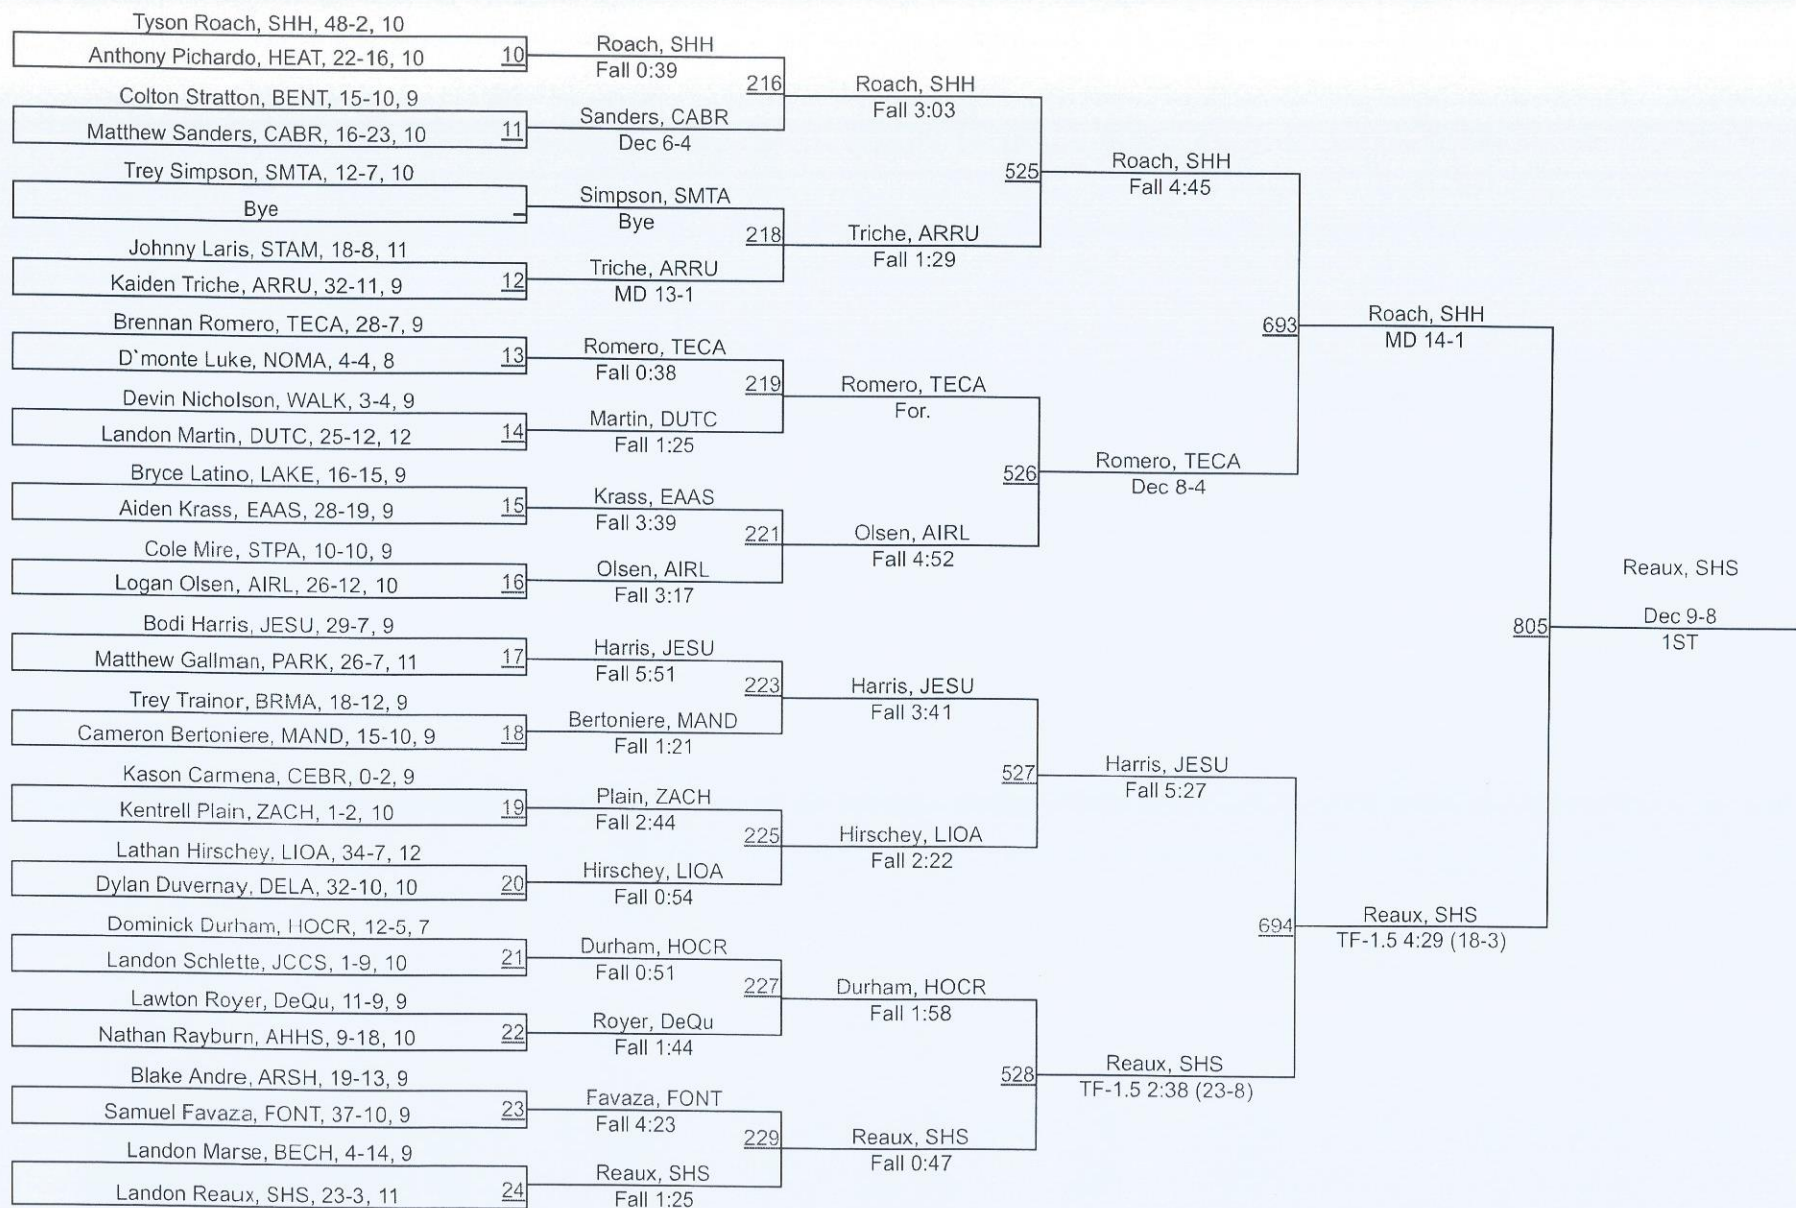 Tyson Roach, SHH, 48-2, 10
Anthony Pichardo, HEAT, 22-16, 10
10
Colton Stratton, BENT, 15-10, 9
Matthew Sanders, CABR, 16-23, 10
11
Trey Simpson, SMTA, 12-7, 10
Bye
Johnny Laris, STAM, 18-8, 11
Kaiden Triche, ARRU, 32-11, 9
12
Brennan Romero, TECA, 28-7, 9
D`monte Luke, NOMA, 4-4, 8
13
Devin Nicholson, WALK, 3-4, 9
Landon Martin, DUTC, 25-12, 12
14
Bryce Latino, LAKE, 16-15, 9
Aiden Krass, EAAS, 28-19, 9
15
Cole Mire, STPA, 10-10, 9
Logan Olsen, AIRL, 26-12, 10
16
Bodi Harris, JESU, 29-7, 9
Matthew Gallman, PARK, 26-7, 11
17
Trey Trainor, BRMA, 18-12, 9
Cameron Bertoniere, MAND, 15-10, 9
18
Kason Carmena, CEBR, 0-2, 9
Kentrell Plain, ZACH, 1-2, 10
19
Lathan Hirschey, LIOA, 34-7, 12
Dylan Duvernay, DELA, 32-10, 10
20
Dominick Durham, HOCR, 12-5, 7
Landon Schlette, JCCS, 1-9, 10
21
Lawton Royer, DeQu, 11-9, 9
Nathan Rayburn, AHHS, 9-18, 10
22
Blake Andre, ARSH, 19-13, 9
Samuel Favaza, FONT, 37-10, 9
23
Landon Marse, BECH, 4-14, 9
Landon Reaux, SHS, 23-3, 11
24
Roach, SHH
Fall 0:39
216
Sanders, CABR
Dec 6-4
Simpson, SMTA
Bye
218
Triche, ARRU
MD 13-1
Romero, TECA
Fall 0:38
219
Martin, DUTC
Fall 1:25
Krass, EAAS
Fall 3:39
221
Olsen, AIRL
Fall 3:17
Harris, JESU
Fall 5:51
223
Bertoniere, MAND
Fall 1:21
Plain, ZACH
Fall 2:44
225
Hirschey, LIOA
Fall 0:54
Durham, HOCR
Fall 0:51
227
Royer, DeQu
Fall 1:44
Favaza, FONT
Fall 4:23
229
Reaux, SHS
Fall 1:25
Roach, SHH
Fall 3:03
525
Triche, ARRU
Fall 1:29
Romero, TECA
For.
526
Olsen, AIRL
Fall 4:52
Harris, JESU
Fall 3:41
527
Hirschey, LIOA
Fall 2:22
Durham, HOCR
Fall 1:58
528
Reaux, SHS
Fall 0:47
Roach, SHH
Fall 4:45
693
Romero, TECA
Dec 8-4
Harris, JESU
Fall 5:27
694
Reaux, SHS
TF-1.5 2:38 (23-8)
Roach, SHH
MD 14-1
805
Reaux, SHS
TF-1.5 4:29 (18-3)
Reaux, SHS
Dec 9-8
1ST